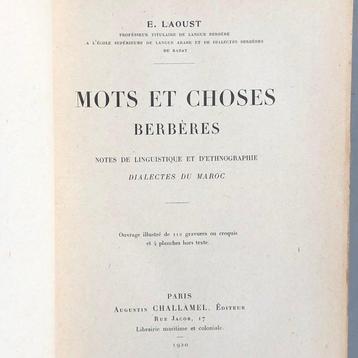 E. LAOUST
PROFESSEUR TITULAIRE DE LANGUE BERBÈRE
A L'ÉCOLE SUPÉRIEURE DE LANGUE ARABE ET DE DIALECTES BERBÈRES
DE RABAT
MOTS ET CHOSES
BERBÈRES
NOTES DE LINGUISTIQUE ET D'ETHNOGRAPHIE
DIALECTES DU MAROC
Ouvrage illustré de 112 gravures ou croquis
et 4 planches hors texte.
PARIS
AUGUSTIN CHALLAMEL, ÉDITEUR
RUE JACOB, 17
Librairie maritime et coloniale.
1920